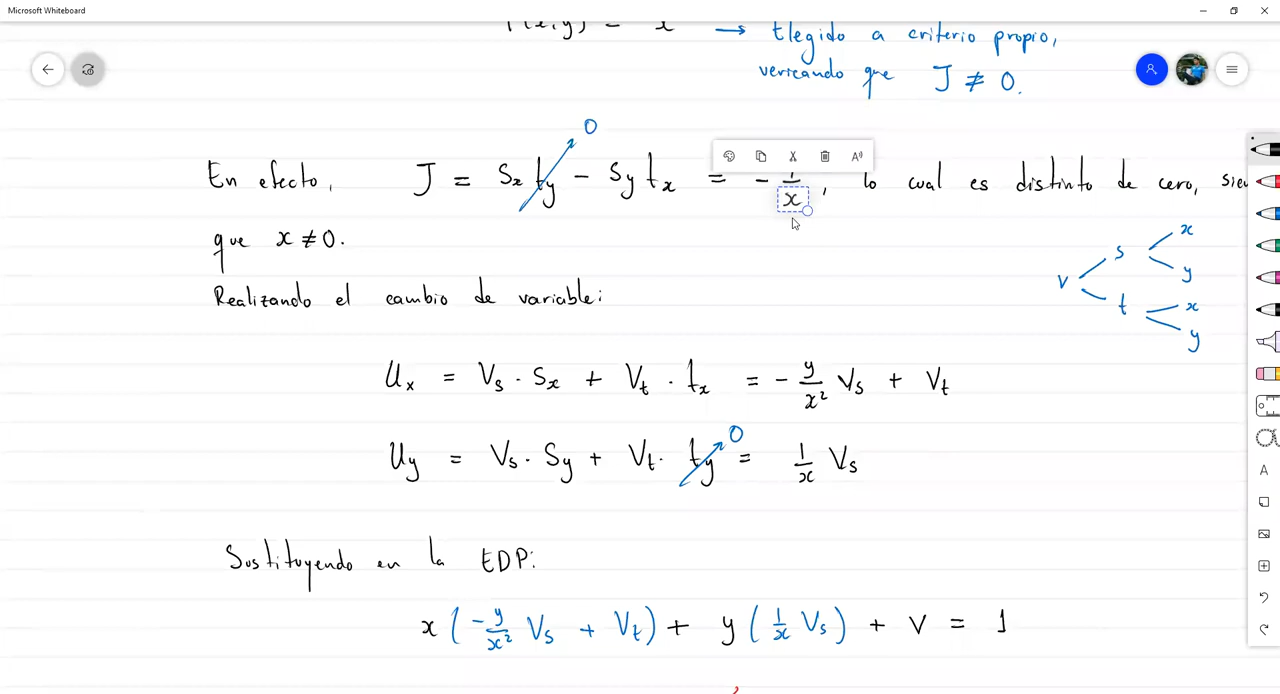 Microsoft Whiteboard
(x,y) = x → Elegido a criterio propio,
vericando que J ≠ 0.
En efecto, J = Sx ty 0 - Sy tx = - 1/x, lo cual es distinto de cero, siem
que x ≠ 0.
Realizando el cambio de variable:
v s t x y x y
Ux = Vs · Sx + Vt · tx = - y/x² Vs + Vt
Uy = Vs · Sy + Vt · ty 0 = 1/x Vs
Sustituyendo en la EDP:
x (- y/x² Vs + Vt) + y (1/x Vs) + v = 1